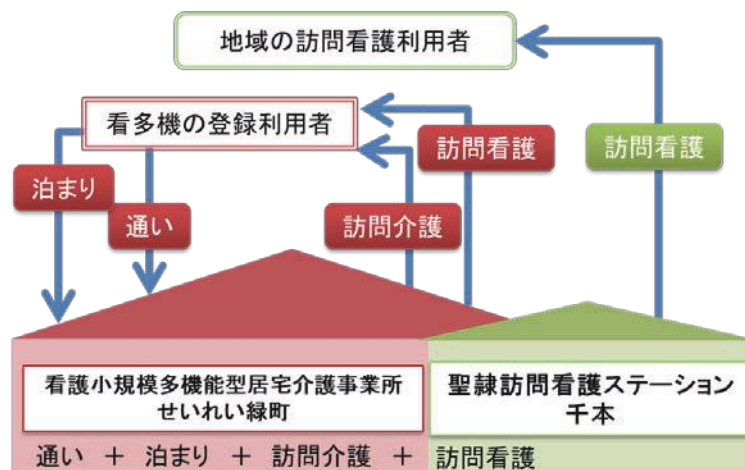 地域の訪問看護利用者
看多機の登録利用者
訪問看護
訪問看護
泊まり
通い
訪問介護
看護小規模多機能型居宅介護事業所
せいれい緑町
聖隷訪問看護ステーション
千本
通い + 泊まり + 訪問介護 + 訪問看護